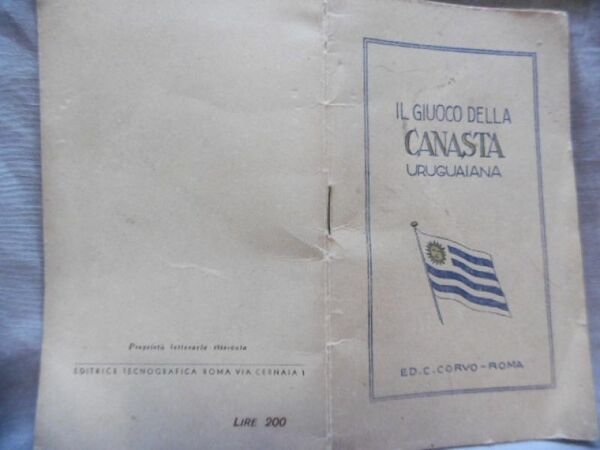 Proprietà letteraria riservata
EDITRICE TECNOGRAFICA ROMA VIA CERNAIA 1
LIRE 200
IL GIUOCO DELLA
CANASTA
URUGUAIANA
ED. C. CORVO - ROMA